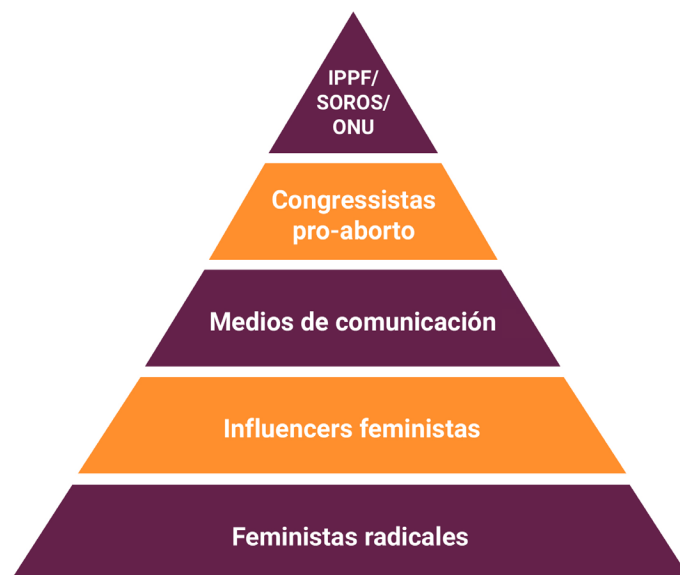 IPPF/
SOROS/
ONU
Congressistas
pro-aborto
Medios de comunicación
Influencers feministas
Feministas radicales